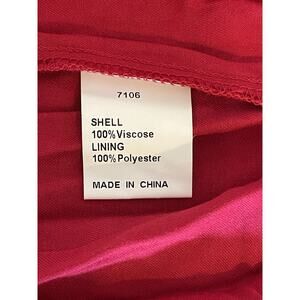 7106
SHELL
100%Viscose
LINING
100%Polyester
MADE IN CHINA